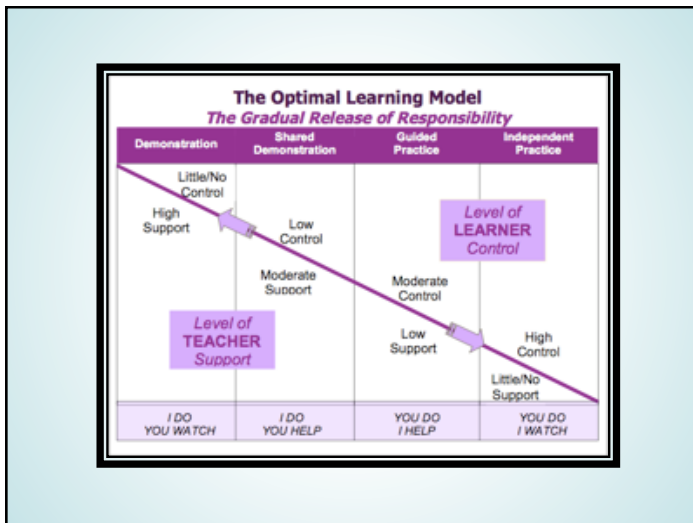 The Optimal Learning Model
The Gradual Release of Responsibility
Demonstration
Shared
Demonstration
Guided
Practice
Independent
Practice
Little/No
Control
High
Support
Low
Control
Moderate
Support
Level of
LEARNER
Control
Moderate
Control
Low
Support
Level of
TEACHER
Support
High
Control
Little/No
Support
I DO
YOU WATCH
I DO
YOU HELP
YOU DO
I HELP
YOU DO
I WATCH